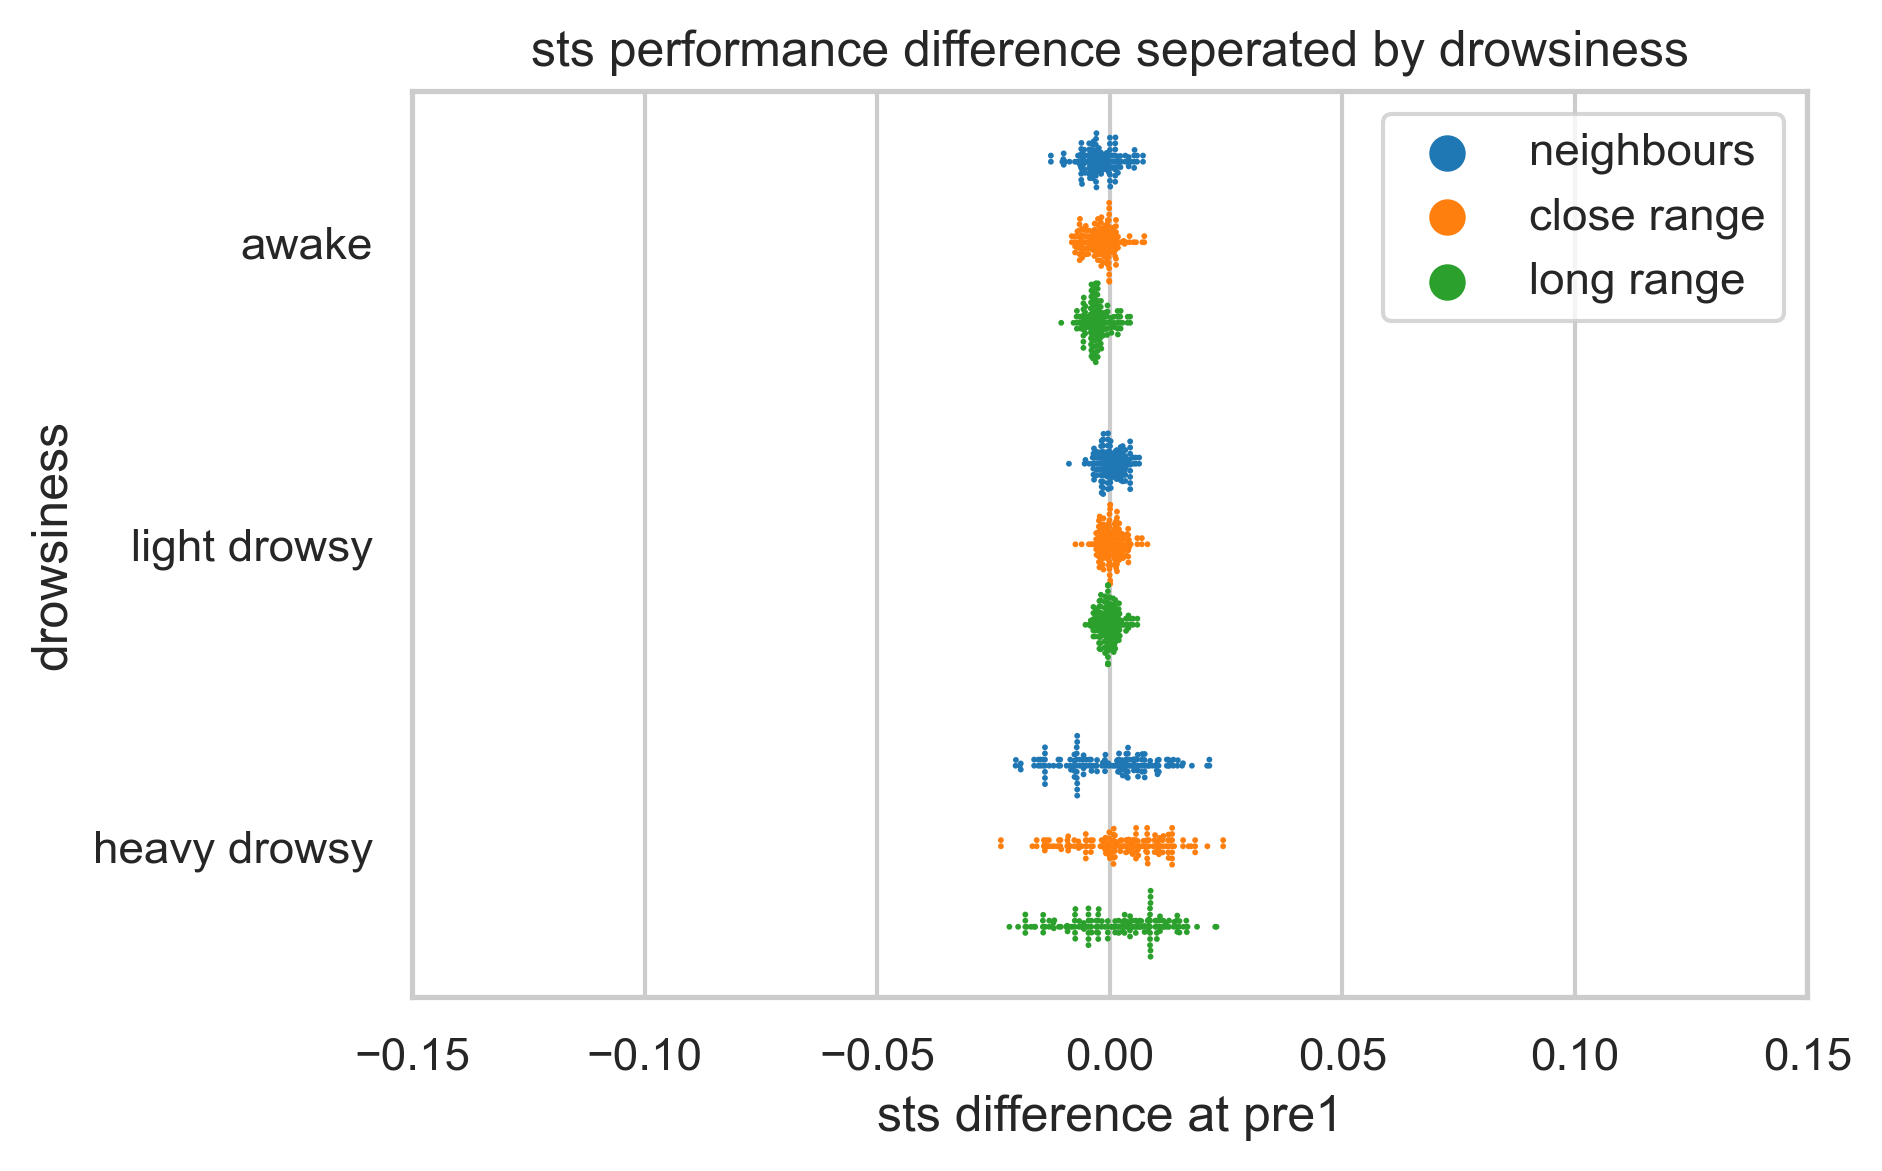 sts performance difference seperated by drowsiness
neighbours
close range
long range
awake
light drowsy
heavy drowsy
drowsiness
−0.15 −0.10 −0.05 0.00 0.05 0.10 0.15
sts difference at pre1